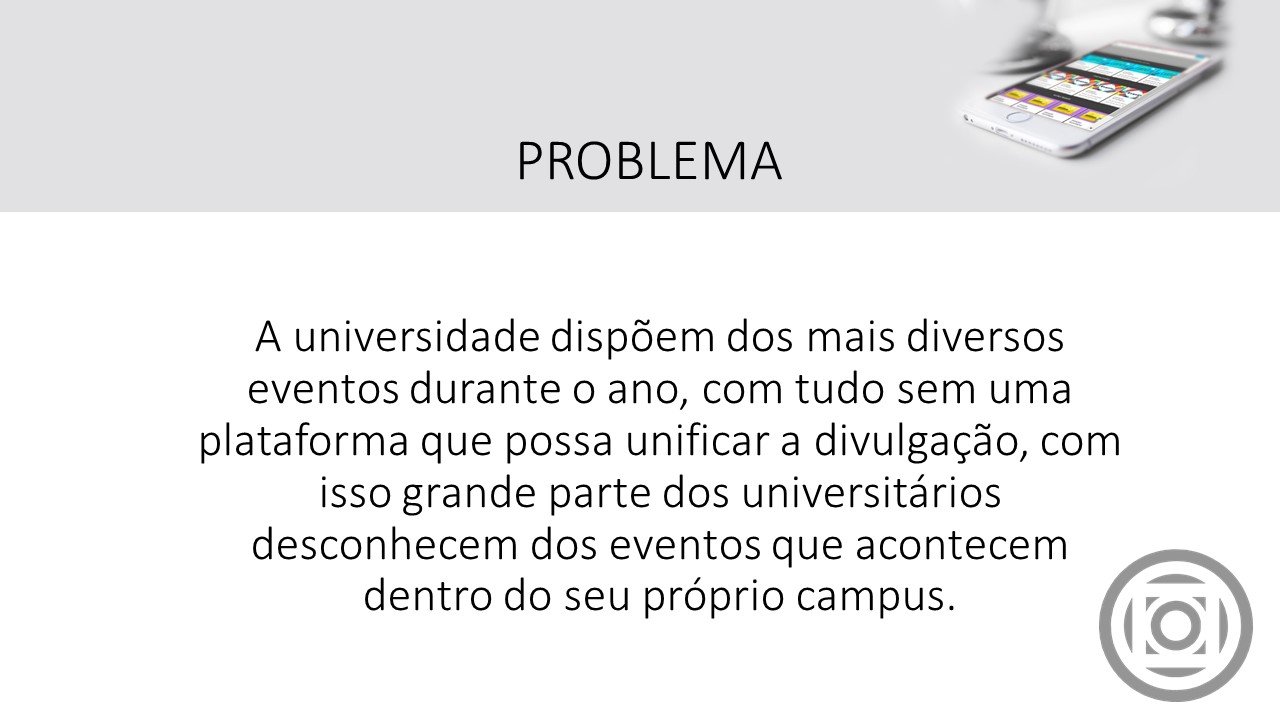 PROBLEMA
A universidade dispõem dos mais diversos
eventos durante o ano, com tudo sem uma
plataforma que possa unificar a divulgação, com
isso grande parte dos universitários
desconhecem dos eventos que acontecem
dentro do seu próprio campus.